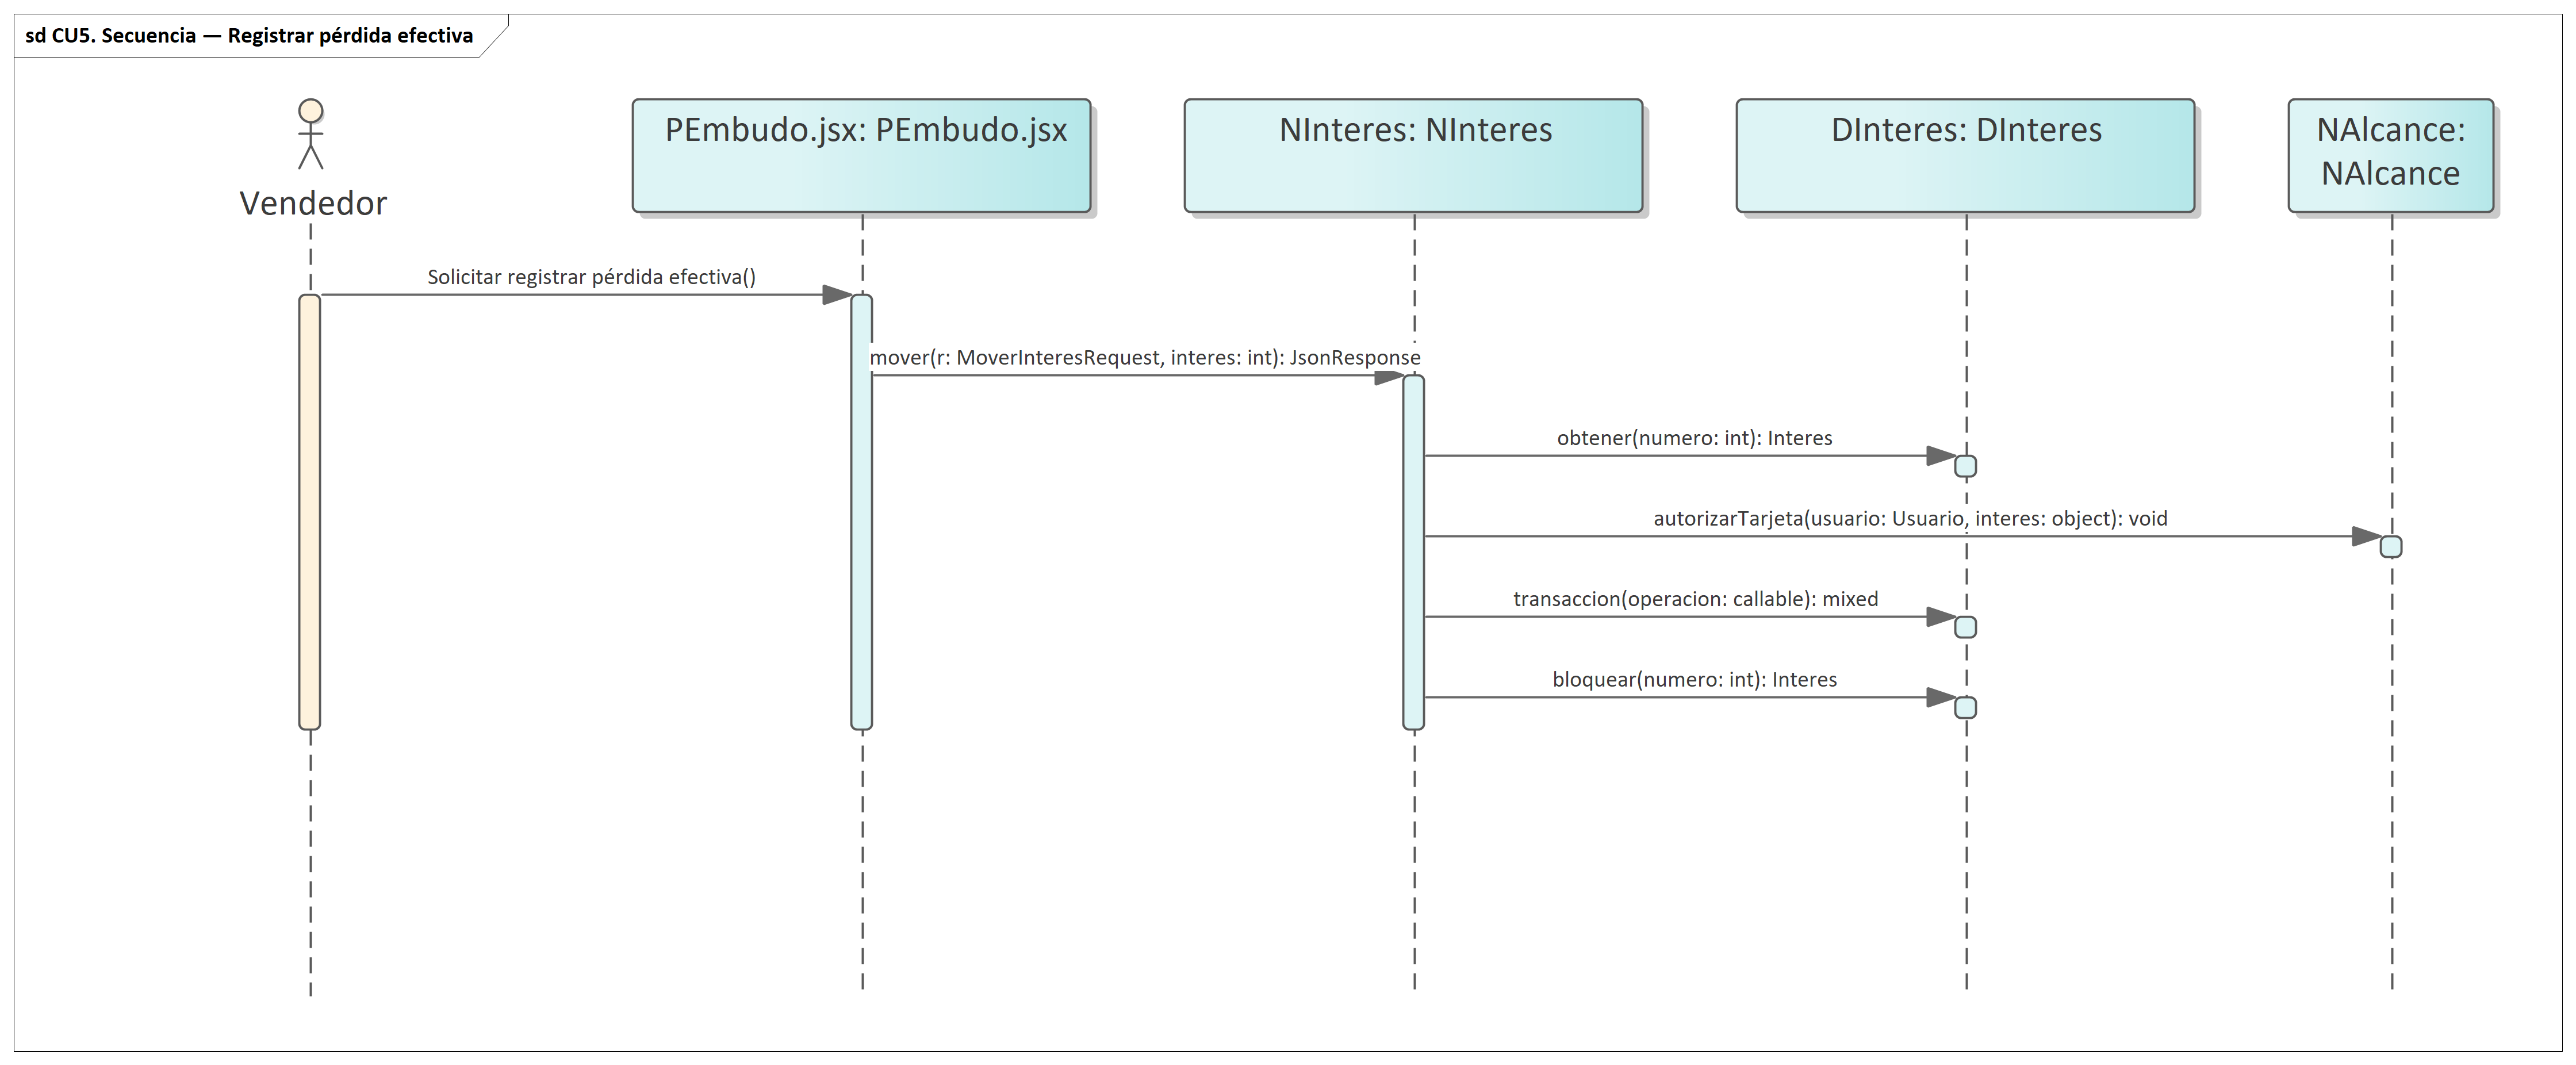 sd CU5. Secuencia — Registrar pérdida efectiva
Vendedor
PEmbudo.jsx: PEmbudo.jsx
NInteres: NInteres
DInteres: DInteres
NAlcance:
NAlcance
Solicitar registrar pérdida efectiva()
mover(r: MoverInteresRequest, interes: int): JsonResponse
obtener(numero: int): Interes
autorizarTarjeta(usuario: Usuario, interes: object): void
transaccion(operacion: callable): mixed
bloquear(numero: int): Interes